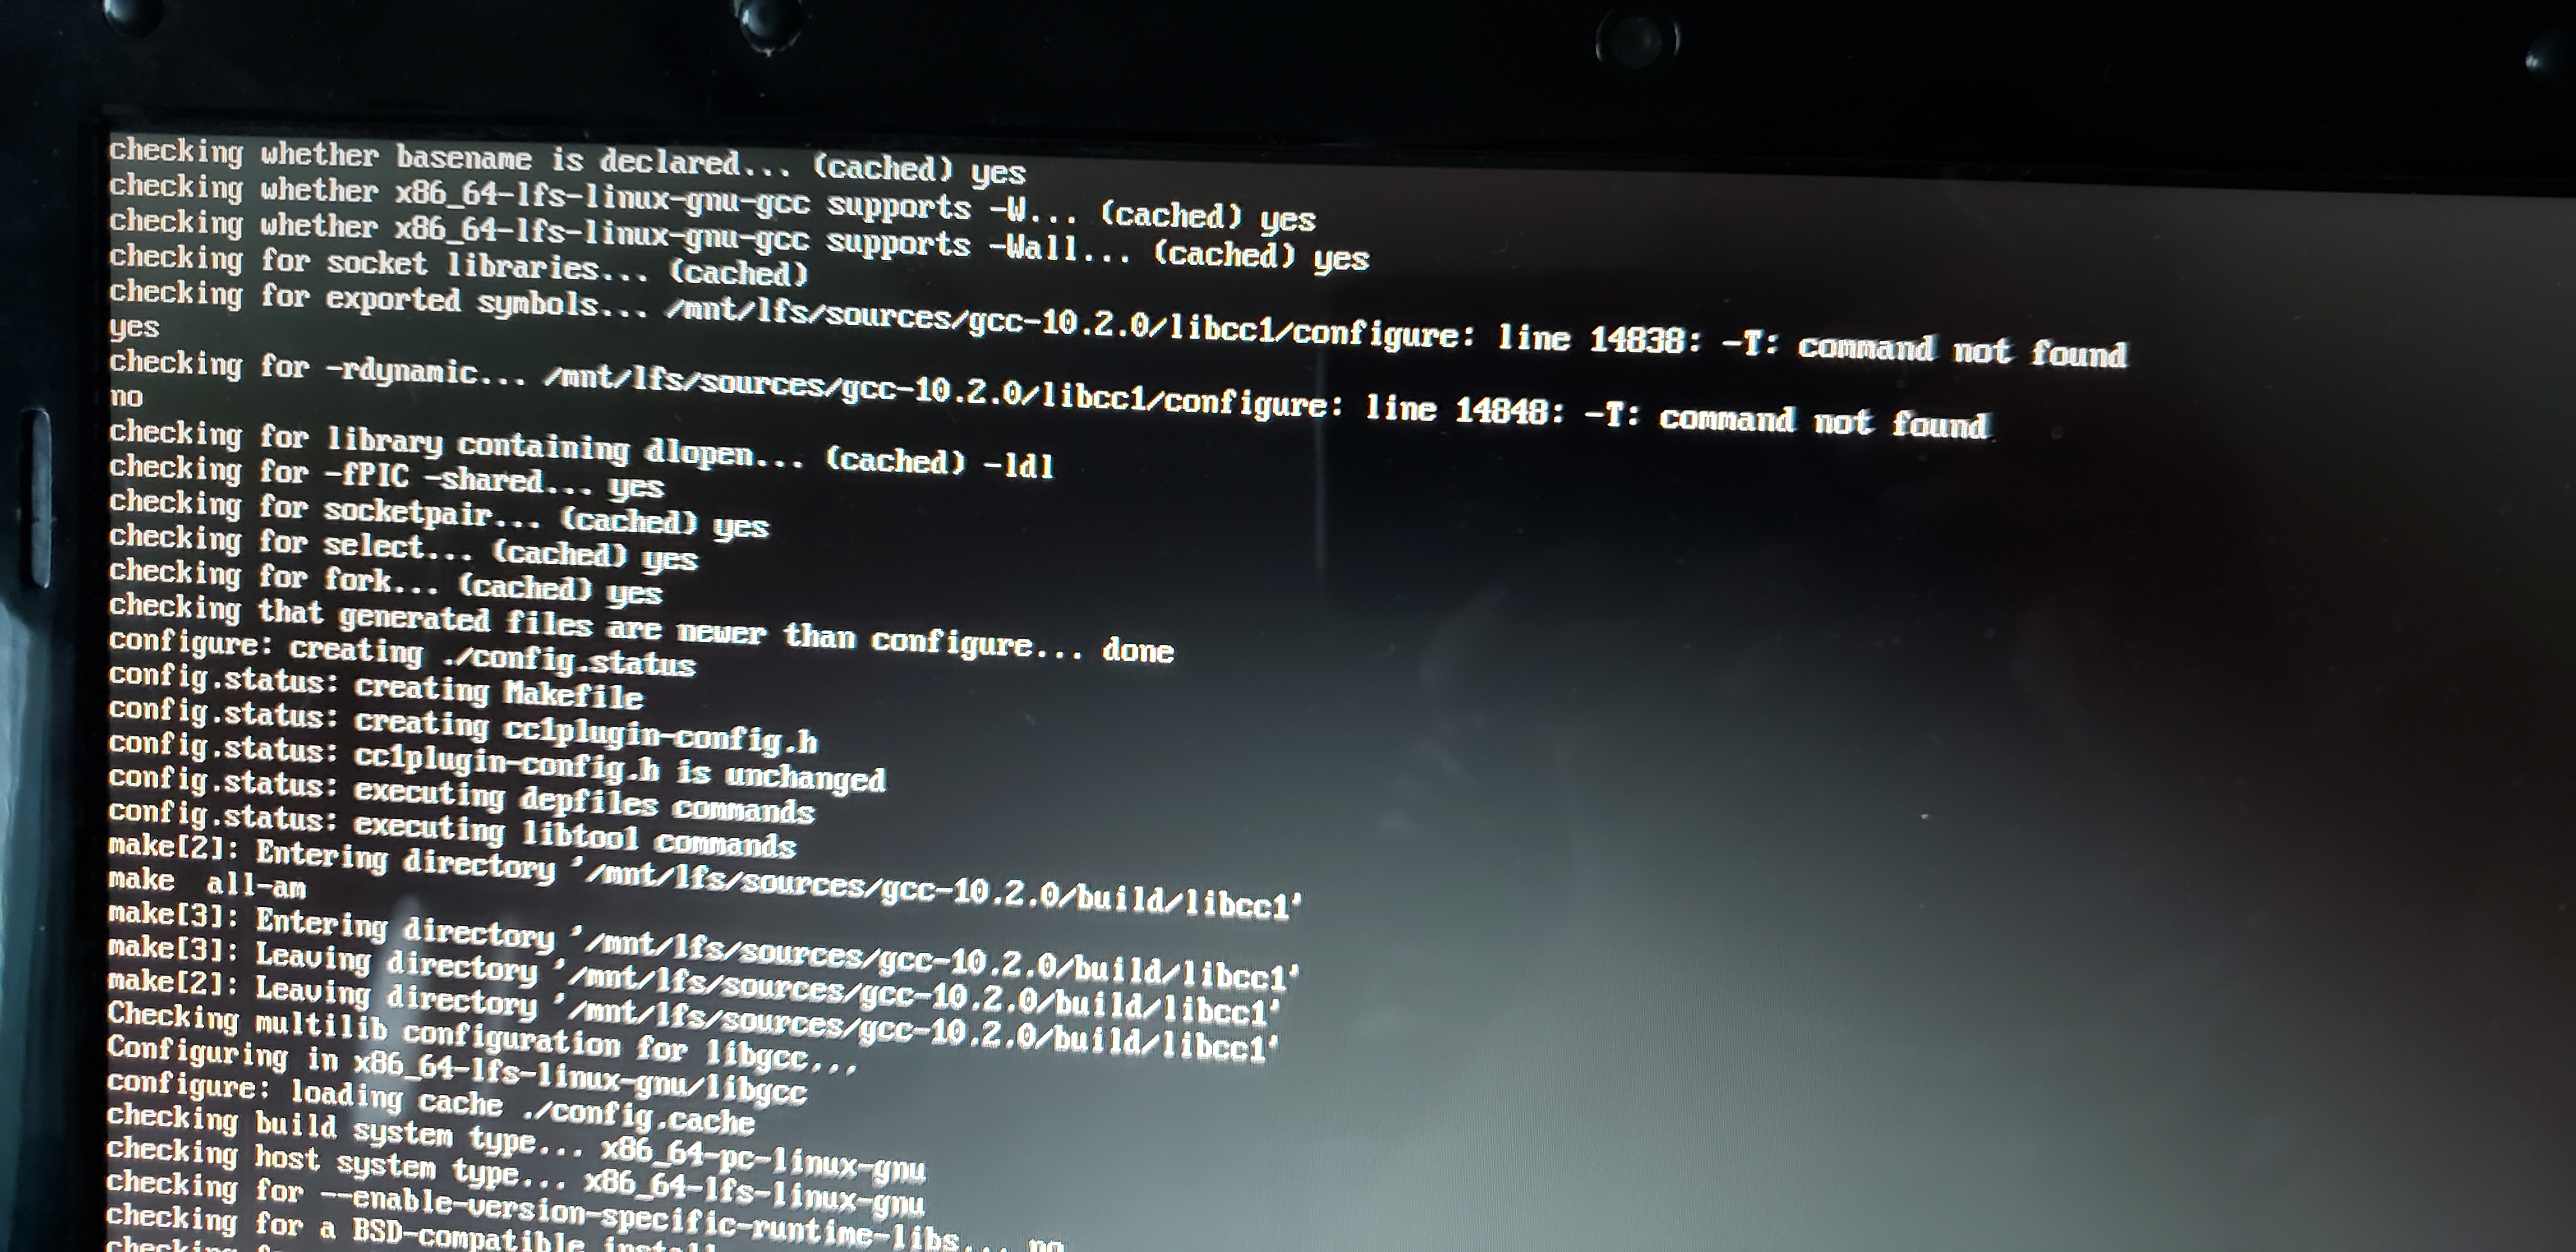 checking whether basename is declared... (cached) yes
checking whether x86_64-lfs-linux-gnu-gcc supports -W... (cached) yes
checking whether x86_64-lfs-linux-gnu-gcc supports -Wall... (cached) yes
checking for socket libraries... (cached)
checking for exported symbols... /mnt/lfs/sources/gcc-10.2.0/libcc1/configure: line 14838: -T: command not found
yes
checking for -rdynamic... /mnt/lfs/sources/gcc-10.2.0/libcc1/configure: line 14848: -T: command not found
no
checking for library containing dlopen... (cached) -ldl
checking for -fPIC -shared... yes
checking for socketpair... (cached) yes
checking for select... (cached) yes
checking for fork... (cached) yes
checking that generated files are newer than configure... done
configure: creating ./config.status
config.status: creating Makefile
config.status: creating cc1plugin-config.h
config.status: cc1plugin-config.h is unchanged
config.status: executing depfiles commands
config.status: executing libtool commands
make[2]: Entering directory '/mnt/lfs/sources/gcc-10.2.0/build/libcc1'
make  all-am
make[3]: Entering directory '/mnt/lfs/sources/gcc-10.2.0/build/libcc1'
make[3]: Leaving directory '/mnt/lfs/sources/gcc-10.2.0/build/libcc1'
make[2]: Leaving directory '/mnt/lfs/sources/gcc-10.2.0/build/libcc1'
Checking multilib configuration for libgcc...
Configuring in x86_64-lfs-linux-gnu/libgcc
configure: loading cache ./config.cache
checking build system type... x86_64-pc-linux-gnu
checking host system type... x86_64-lfs-linux-gnu
checking for --enable-version-specific-runtime-libs... no
checking for a BSD-compatible install
checking